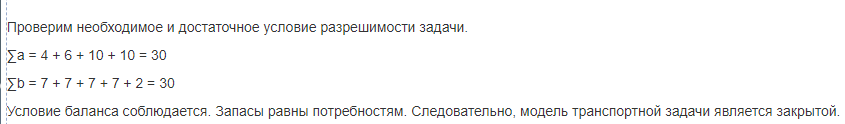 Проверим необходимое и достаточное условие разрешимости задачи.
∑a = 4 + 6 + 10 + 10 = 30
∑b = 7 + 7 + 7 + 7 + 2 = 30
Условие баланса соблюдается. Запасы равны потребностям. Следовательно, модель транспортной задачи является закрытой.